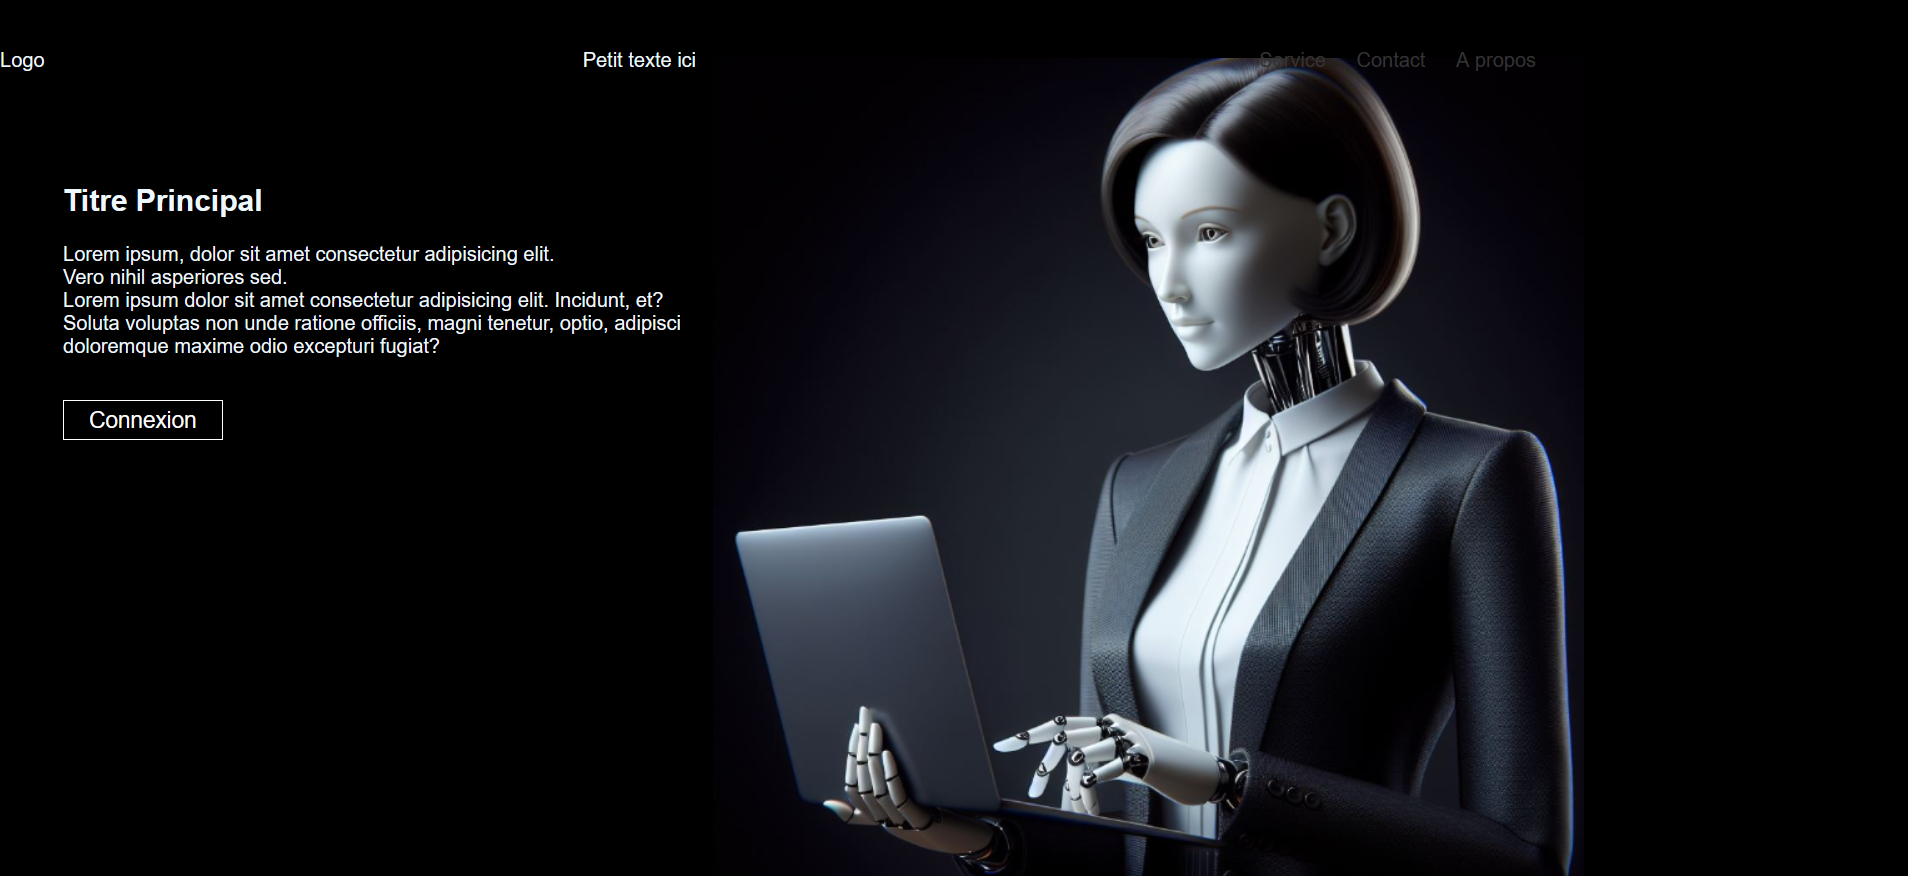 Logo
Petit texte ici
Service Contact A propos
Titre Principal
Lorem ipsum, dolor sit amet consectetur adipisicing elit.
Vero nihil asperiores sed.
Lorem ipsum dolor sit amet consectetur adipisicing elit. Incidunt, et?
Soluta voluptas non unde ratione officiis, magni tenetur, optio, adipisci
doloremque maxime odio excepturi fugiat?
Connexion